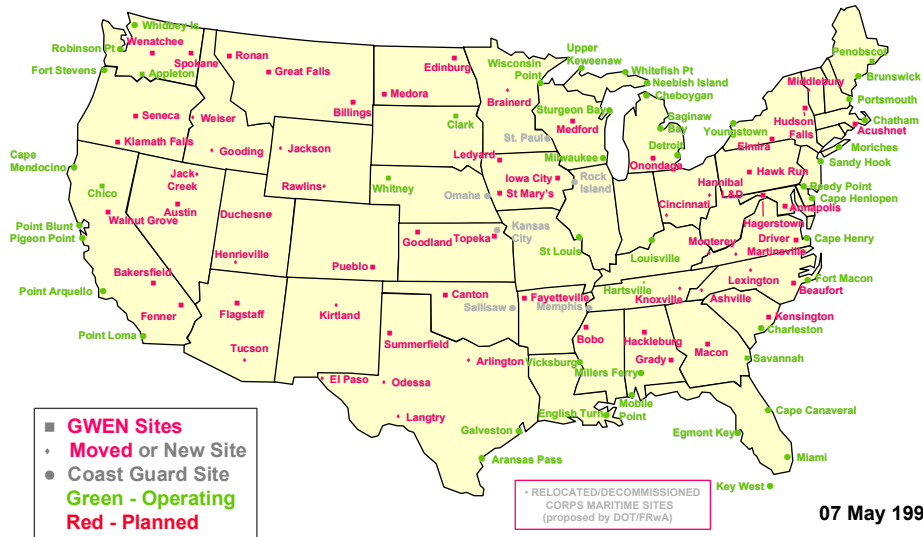 Whidbey Is
Robinson Pt
Wenatchee
Spokane
Fort Stevens
Appleton
Ronan
Great Falls
Billings
Edinburg
Medora
Wisconsin
Point
Upper
Keweenaw
Whitefish Pt
Neebish Island
Cheboygan
Brainerd
Sturgeon Bay
Medford
Saginaw
Bay
Detroit
Onondaga
Milwaukee
St. Paule
Clark
Penobscot
Brunswick
Middlebury
Portsmouth
Chatham
Acushnet
Hudson
Falls
Youngstown
Elmira
Moriches
Sandy Hook
Seneca
Klamath Falls
Weiser
Gooding
Jackson
Rawlins
Cape
Mendocino
Chico
Jack
Creek
Austin
Walnut Grove
Duchesne
Henrieville
Point Blunt
Pigeon Point
Whitney
Ledyard
Iowa City
St Mary's
Omaha
Rock
Island
Kansas
City
Topeka
Goodland
Pueblo
St Louis
Louisville
Cincinnati
Hannibal
L&D
Hawk Run
Reedy Point
Cape Henlopen
Annapolis
Hagerstown
Driver
Cape Henry
Martineville
Monterey
Hartsville
Knoxville
Ashville
Lexington
Fort Macon
Beaufort
Kensington
Charleston
Bakersfield
Fenner
Point Arquello
Point Loma
Flagstaff
Tucson
Kirtland
El Paso
Canton
Sallisaw
Fayetteville
Memphis
Summerfield
Arlington
Odessa
Langtry
Bobo
Vicksburg
Hackleburg
Grady
Macon
Savannah
Millers Ferry
Mobile
Point
English Turn
Galveston
Aransas Pass
Cape Canaveral
Egmont Key
Miami
Key West
GWEN Sites
Moved or New Site
Coast Guard Site
Green - Operating
Red - Planned
• RELOCATED/DECOMMISSIONED
CORPS MARITIME SITES
(proposed by DOT/FRwA)
07 May 199